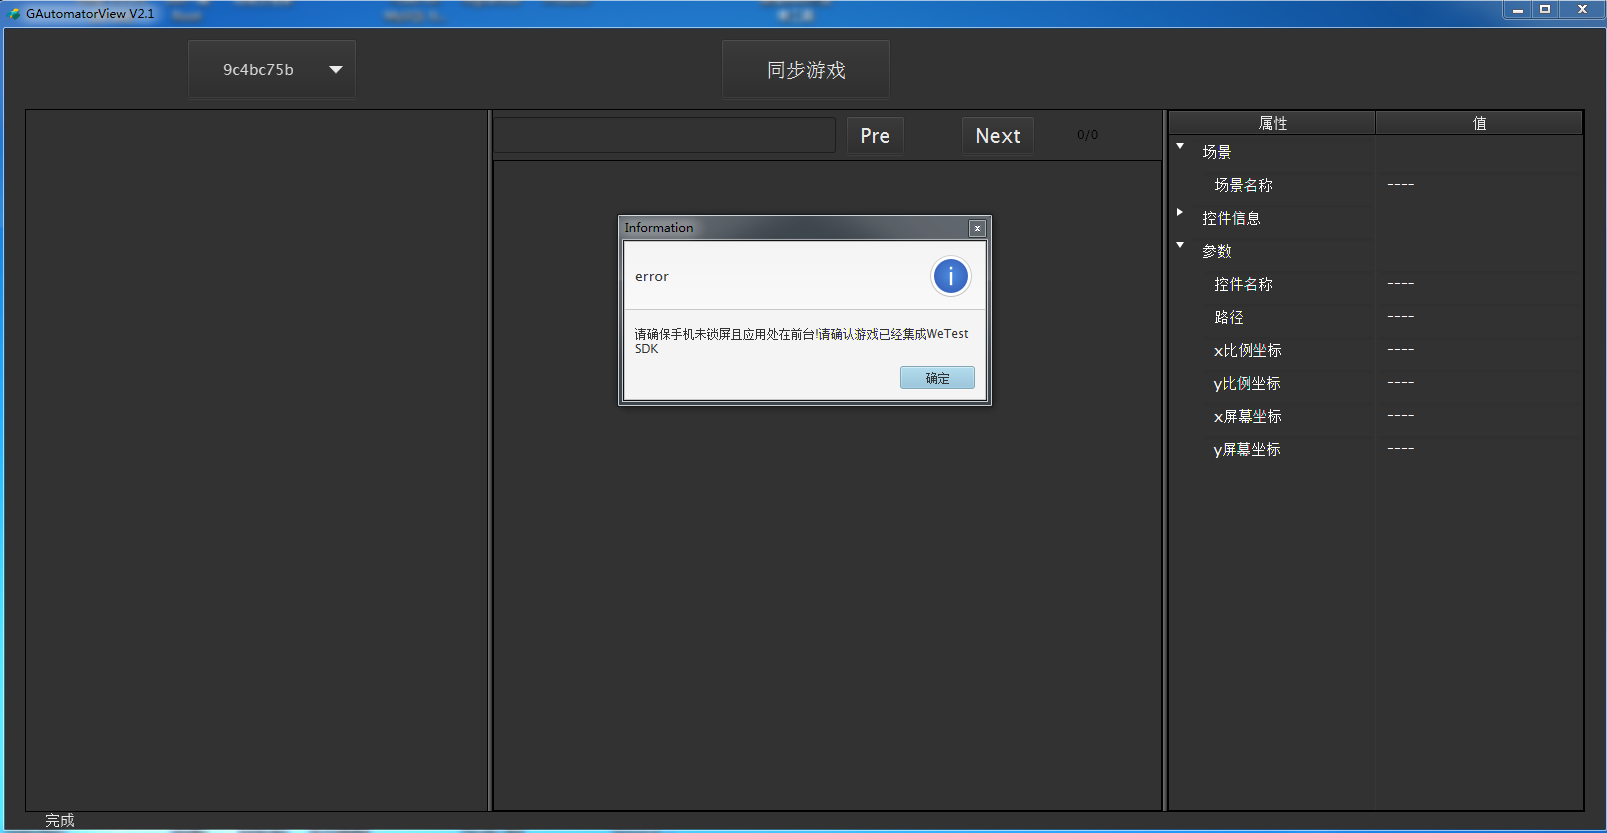 GAutomatorView V2.1
9c4bc75b
同步游戏
Pre
Next
0/0
属性
值
场景
场景名称
----
控件信息
参数
控件名称
----
路径
----
x比例坐标
----
y比例坐标
----
x屏幕坐标
----
y屏幕坐标
----
Information
error
请确保手机未锁屏且应用处在前台!请确认游戏已经集成WeTest
SDK
确定
完成